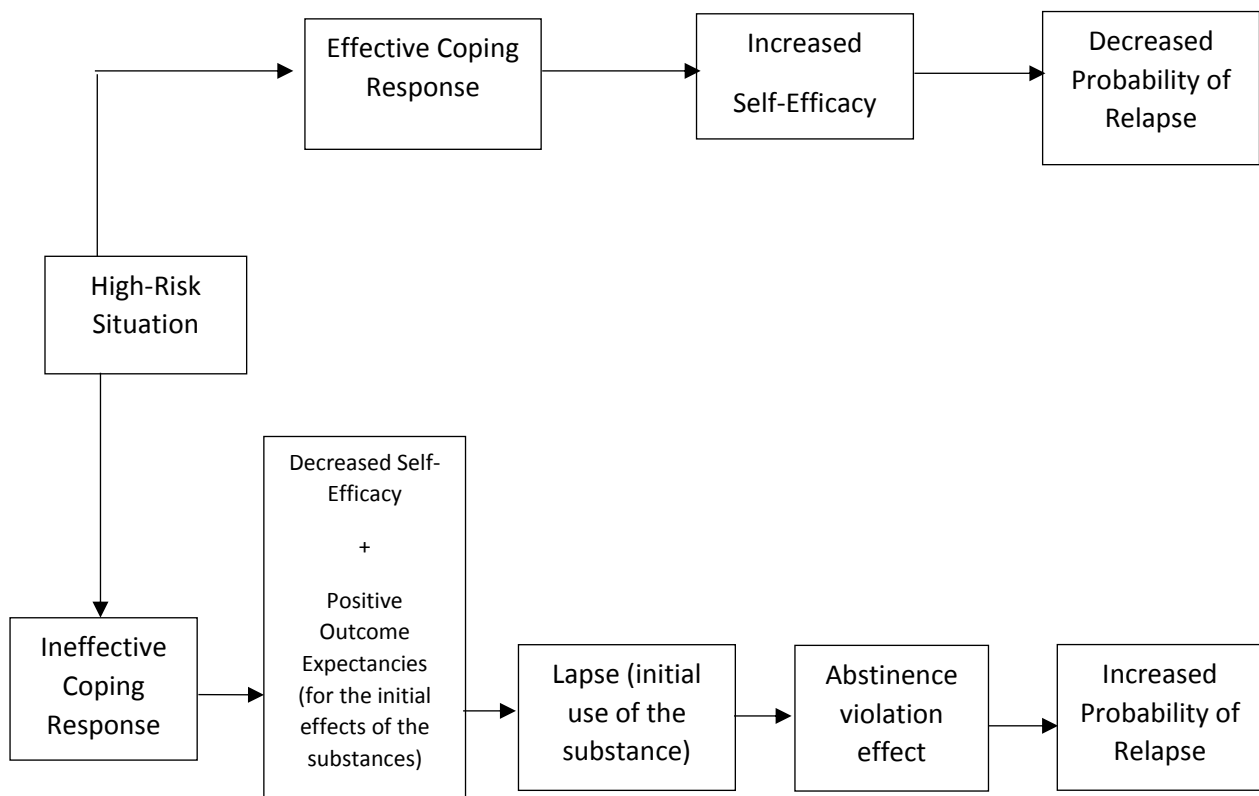 Effective Coping
Response
Increased
Self-Efficacy
Decreased
Probability of
Relapse
High-Risk
Situation
Decreased Self-
Efficacy
+
Positive
Outcome
Expectancies
(for the initial
effects of the
substances)
Ineffective
Coping
Response
Lapse (initial
use of the
substance)
Abstinence
violation
effect
Increased
Probability of
Relapse